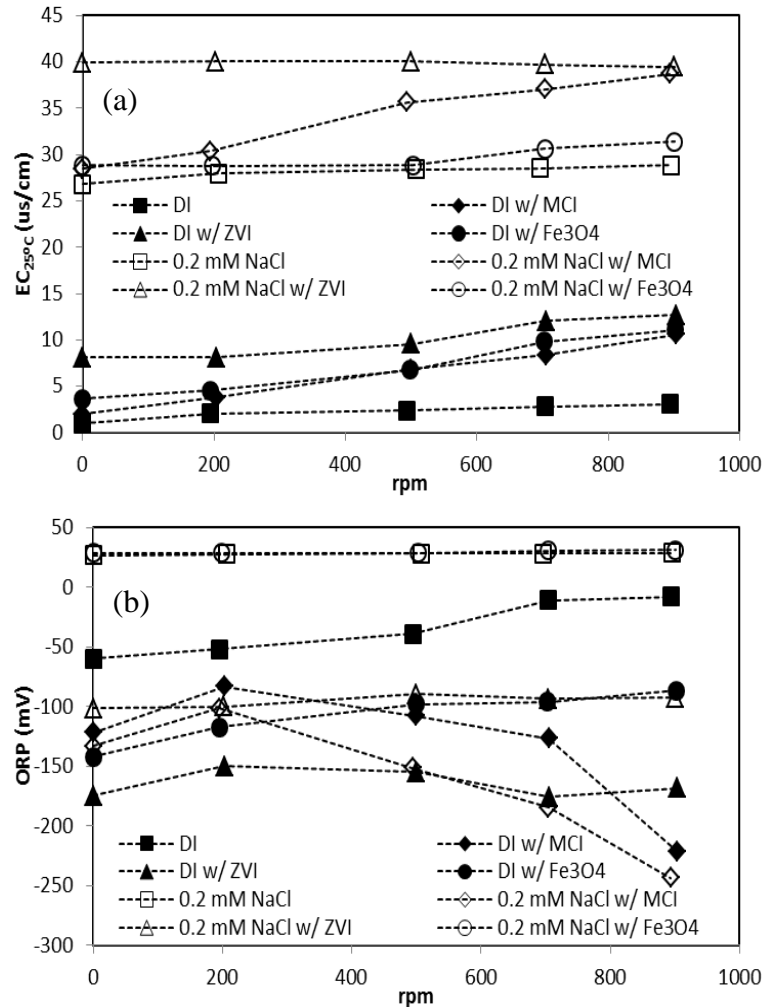 45
40
35
30
25
20
15
10
5
0
EC25ºC (us/cm)
(a)
DI
DI w/ MCI
DI w/ ZVI
DI w/ Fe3O4
0.2 mM NaCl
0.2 mM NaCl w/ MCI
0.2 mM NaCl w/ ZVI
0.2 mM NaCl w/ Fe3O4
0 200 400 600 800 1000
rpm
50
0
-50
-100
-150
-200
-250
-300
ORP (mV)
(b)
DI
DI w/ MCI
DI w/ ZVI
DI w/ Fe3O4
0.2 mM NaCl
0.2 mM NaCl w/ MCI
0.2 mM NaCl w/ ZVI
0.2 mM NaCl w/ Fe3O4
0 200 400 600 800 1000
rpm